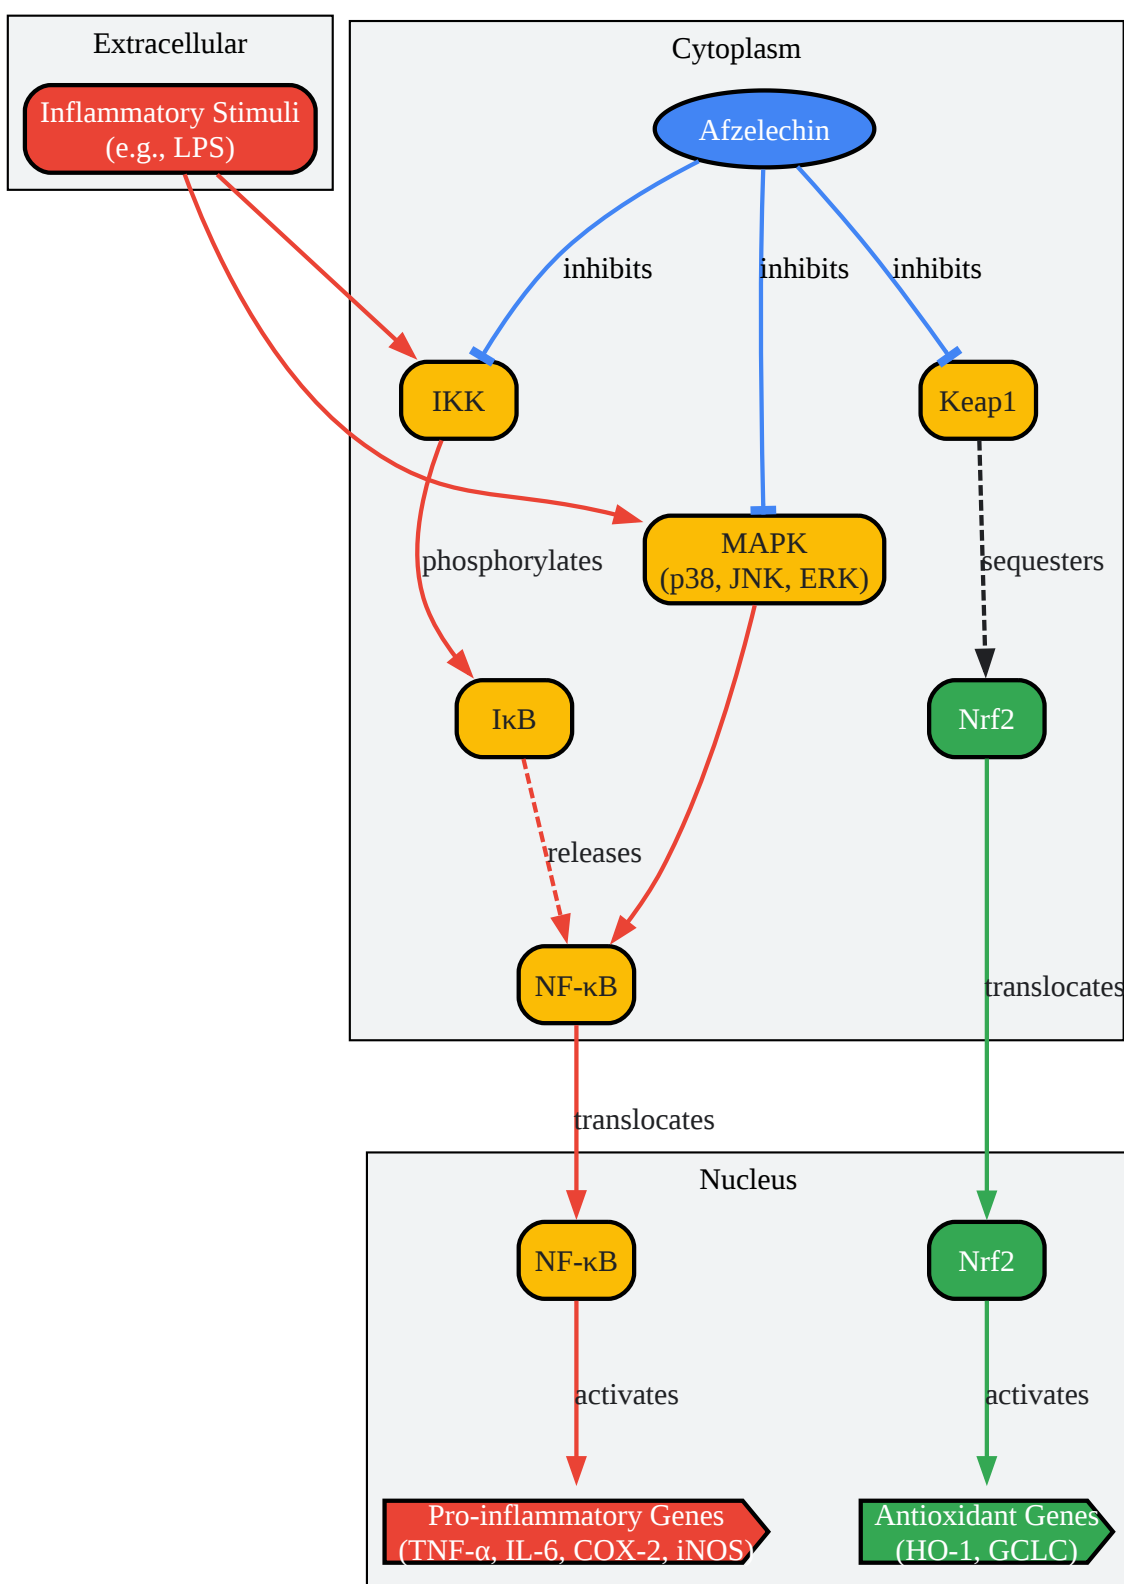 Extracellular
Inflammatory Stimuli
(e.g., LPS)
Cytoplasm
Afzelechin
inhibits
inhibits
inhibits
IKK
Keap1
phosphorylates
MAPK
(p38, JNK, ERK)
sequesters
IκB
Nrf2
releases
NF-κB
translocates
translocates
Nucleus
NF-κB
Nrf2
activates
activates
Pro-inflammatory Genes
(TNF-α, IL-6, COX-2, iNOS)
Antioxidant Genes
(HO-1, GCLC)